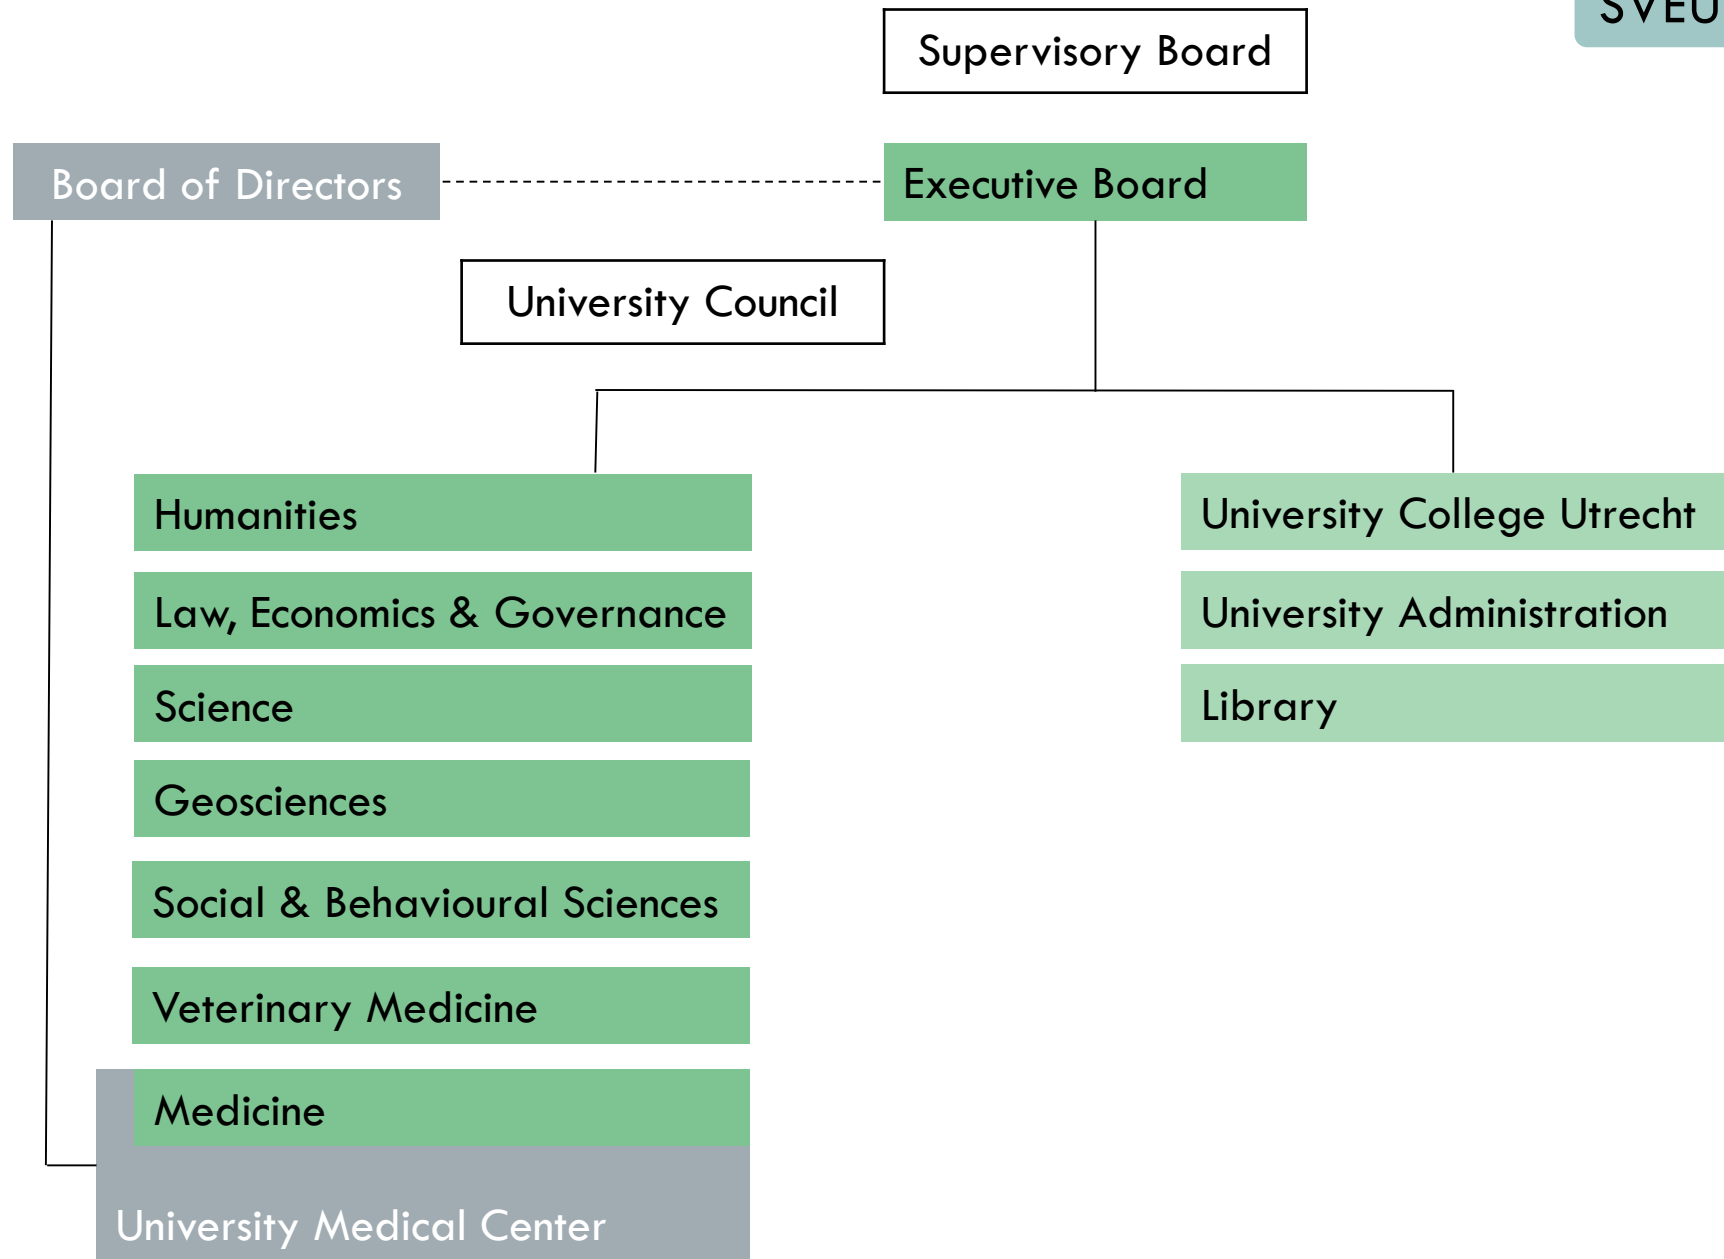 SVEU
Supervisory Board
Board of Directors
Executive Board
University Council
Humanities
Law, Economics & Governance
Science
Geosciences
Social & Behavioural Sciences
Veterinary Medicine
Medicine
University Medical Center
University College Utrecht
University Administration
Library